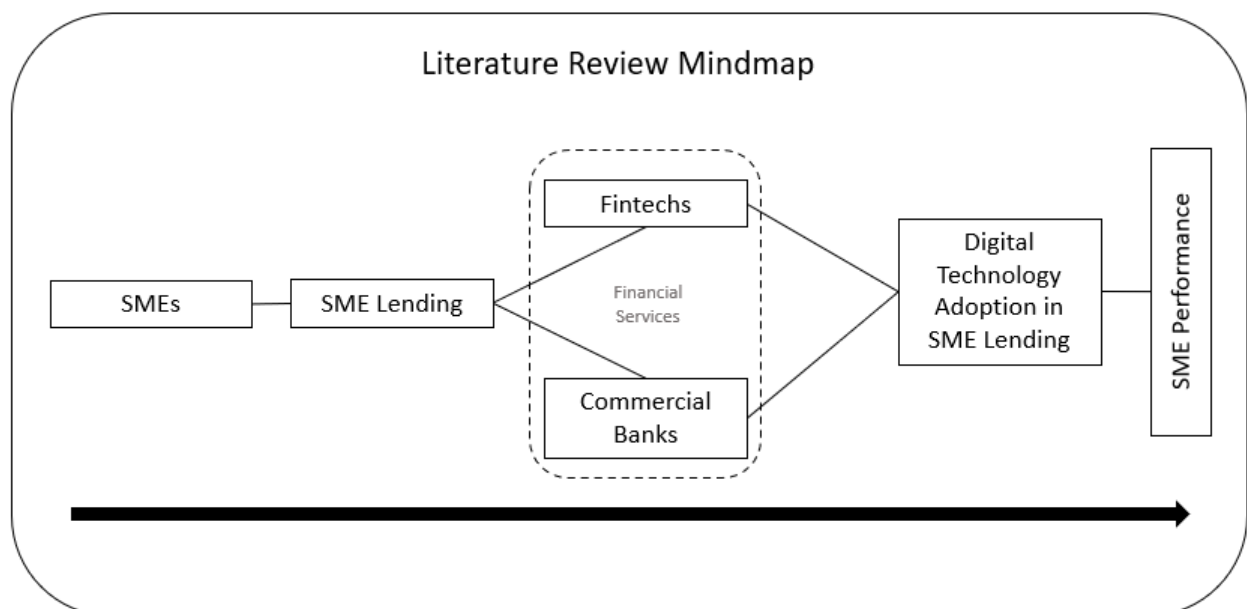 Literature Review Mindmap
SMEs
SME Lending
Fintechs
Financial
Services
Commercial
Banks
Digital
Technology
Adoption in
SME Lending
SME Performance